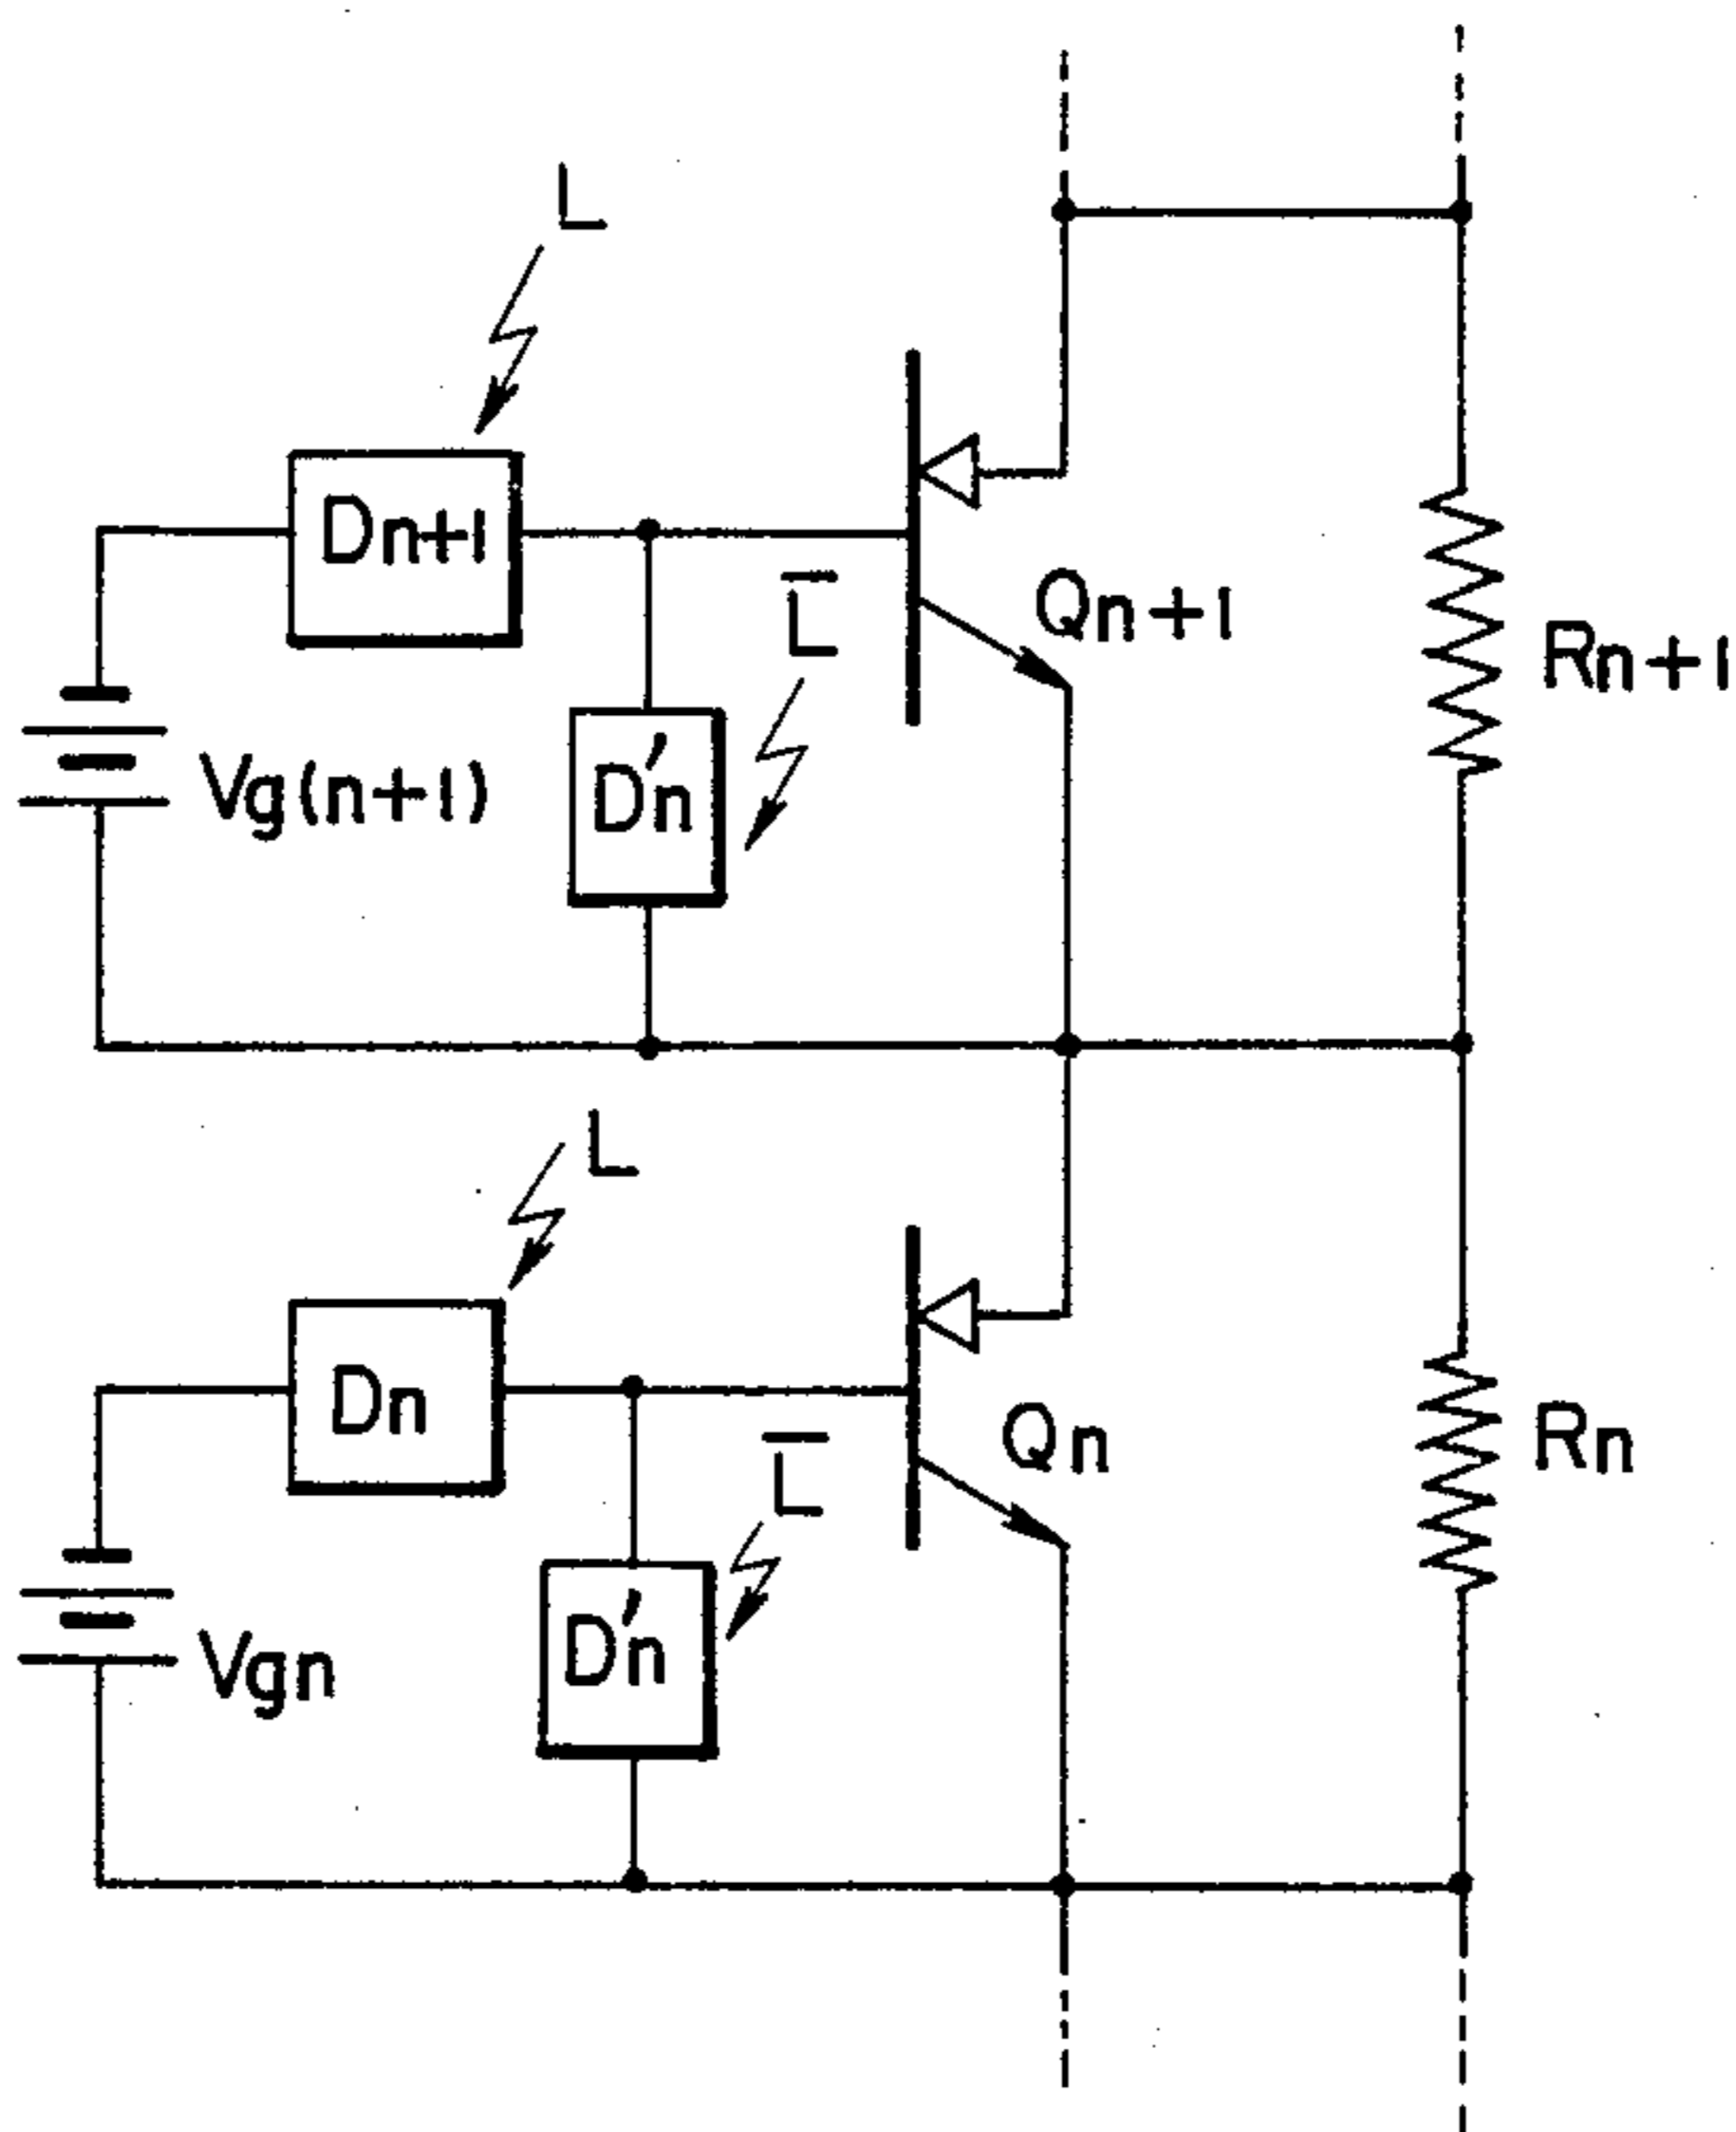 L
Dn+1
L̅
Qn+1
Rn+1
Vg(n+1)
D'n
L
Dn
L̅
Qn
Rn
D'n
Vgn